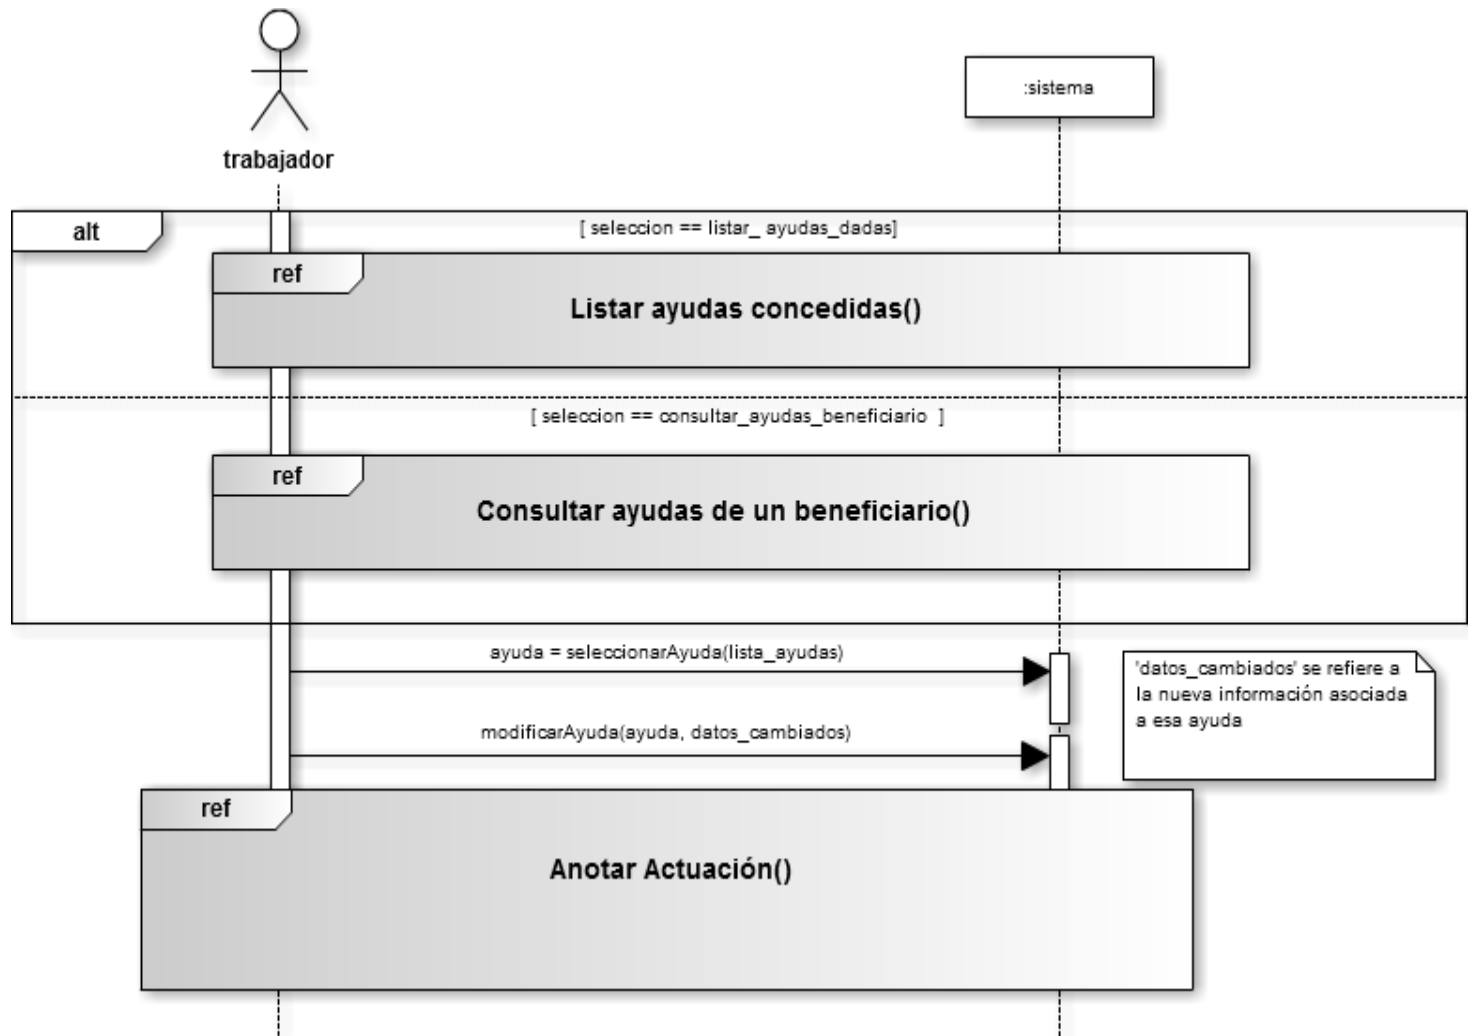 :sistema
trabajador
alt
[ seleccion == listar_ ayudas_dadas]
ref
Listar ayudas concedidas()
[ seleccion == consultar_ayudas_beneficiario  ]
ref
Consultar ayudas de un beneficiario()
ayuda = seleccionarAyuda(lista_ayudas)
'datos_cambiados' se refiere a
la nueva información asociada
a esa ayuda
modificarAyuda(ayuda, datos_cambiados)
ref
Anotar Actuación()